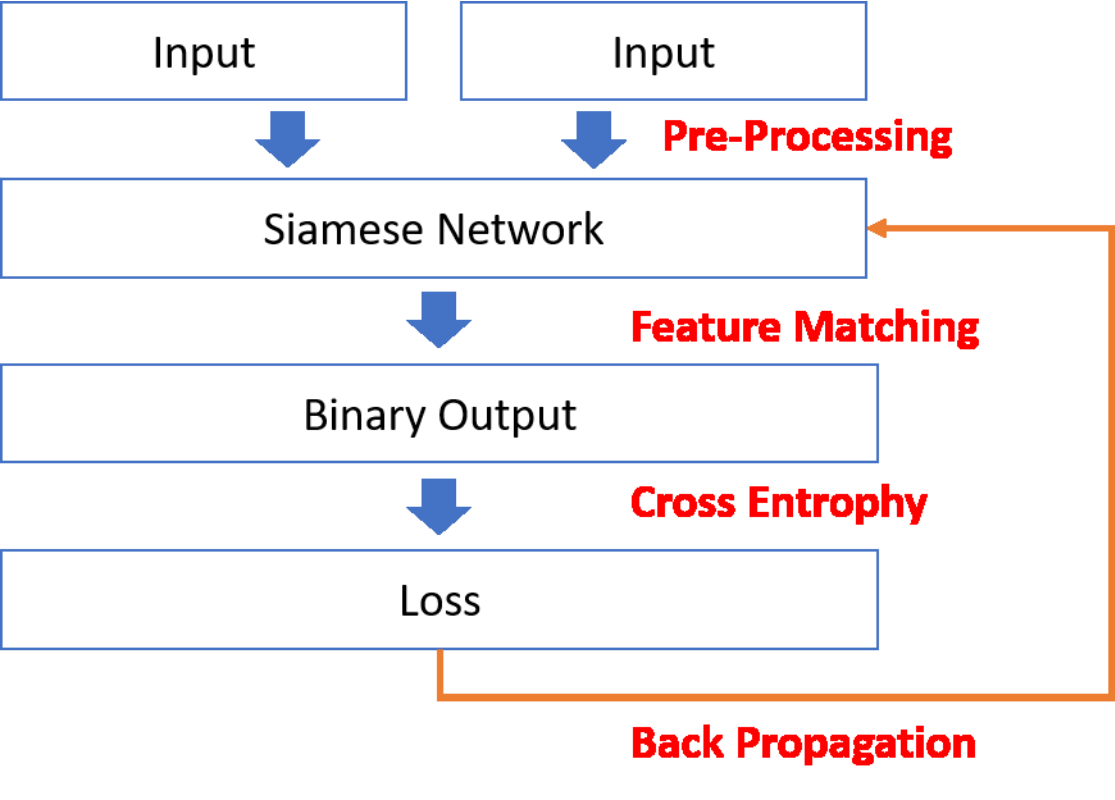 Input
Input
Pre-Processing
Siamese Network
Feature Matching
Binary Output
Cross Entrophy
Loss
Back Propagation